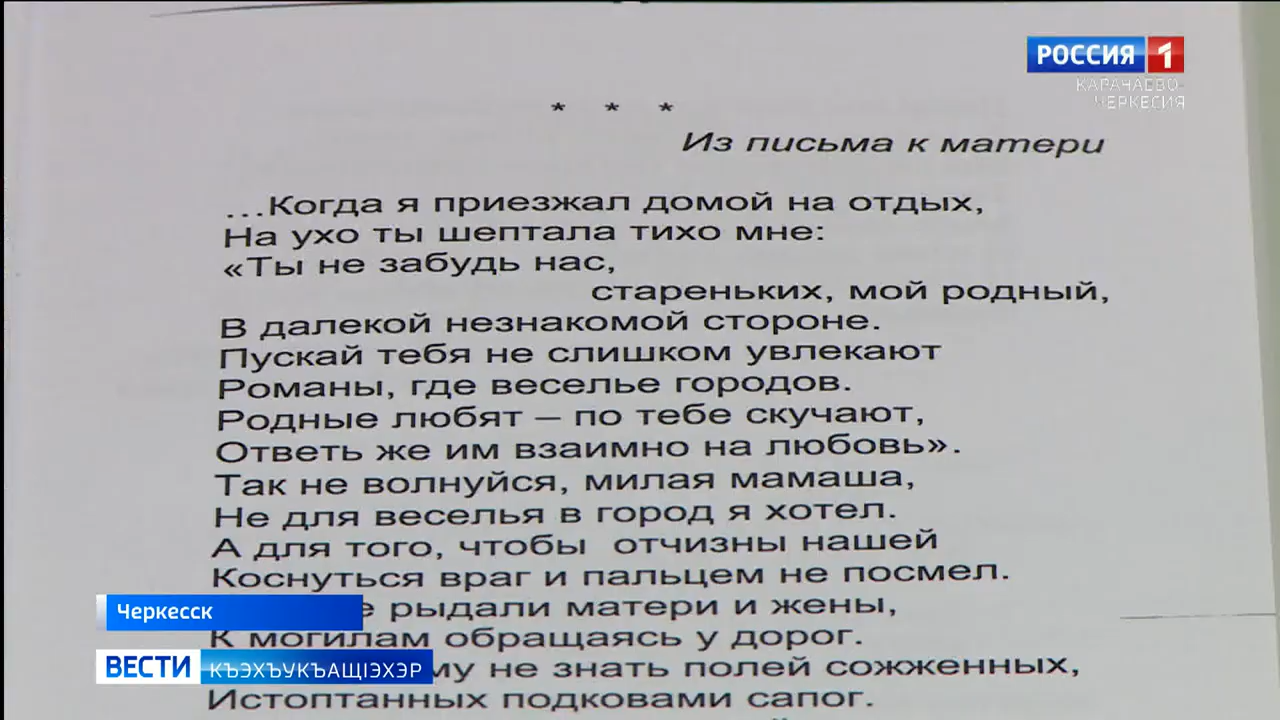 РОССИЯ 1
КАРАЧАЕВО-
ЧЕРКЕСИЯ
* * *
Из письма к матери
...Когда я приезжал домой на отдых,
На ухо ты шептала тихо мне:
«Ты не забудь нас,
стареньких, мой родный,
В далекой незнакомой стороне.
Пускай тебя не слишком увлекают
Романы, где веселье городов.
Родные любят – по тебе скучают,
Ответь же им взаимно на любовь».
Так не волнуйся, милая мамаша,
Не для веселья в город я хотел.
А для того, чтобы отчизны нашей
Коснуться враг и пальцем не посмел.
рыдали матери и жены,
Черкесск
К могилам обращаясь у дорог.
не знать полей сожженных,
ВЕСТИ КЪЭХЪУКЪАЩIЭХЭР
Истоптанных подковами сапог.